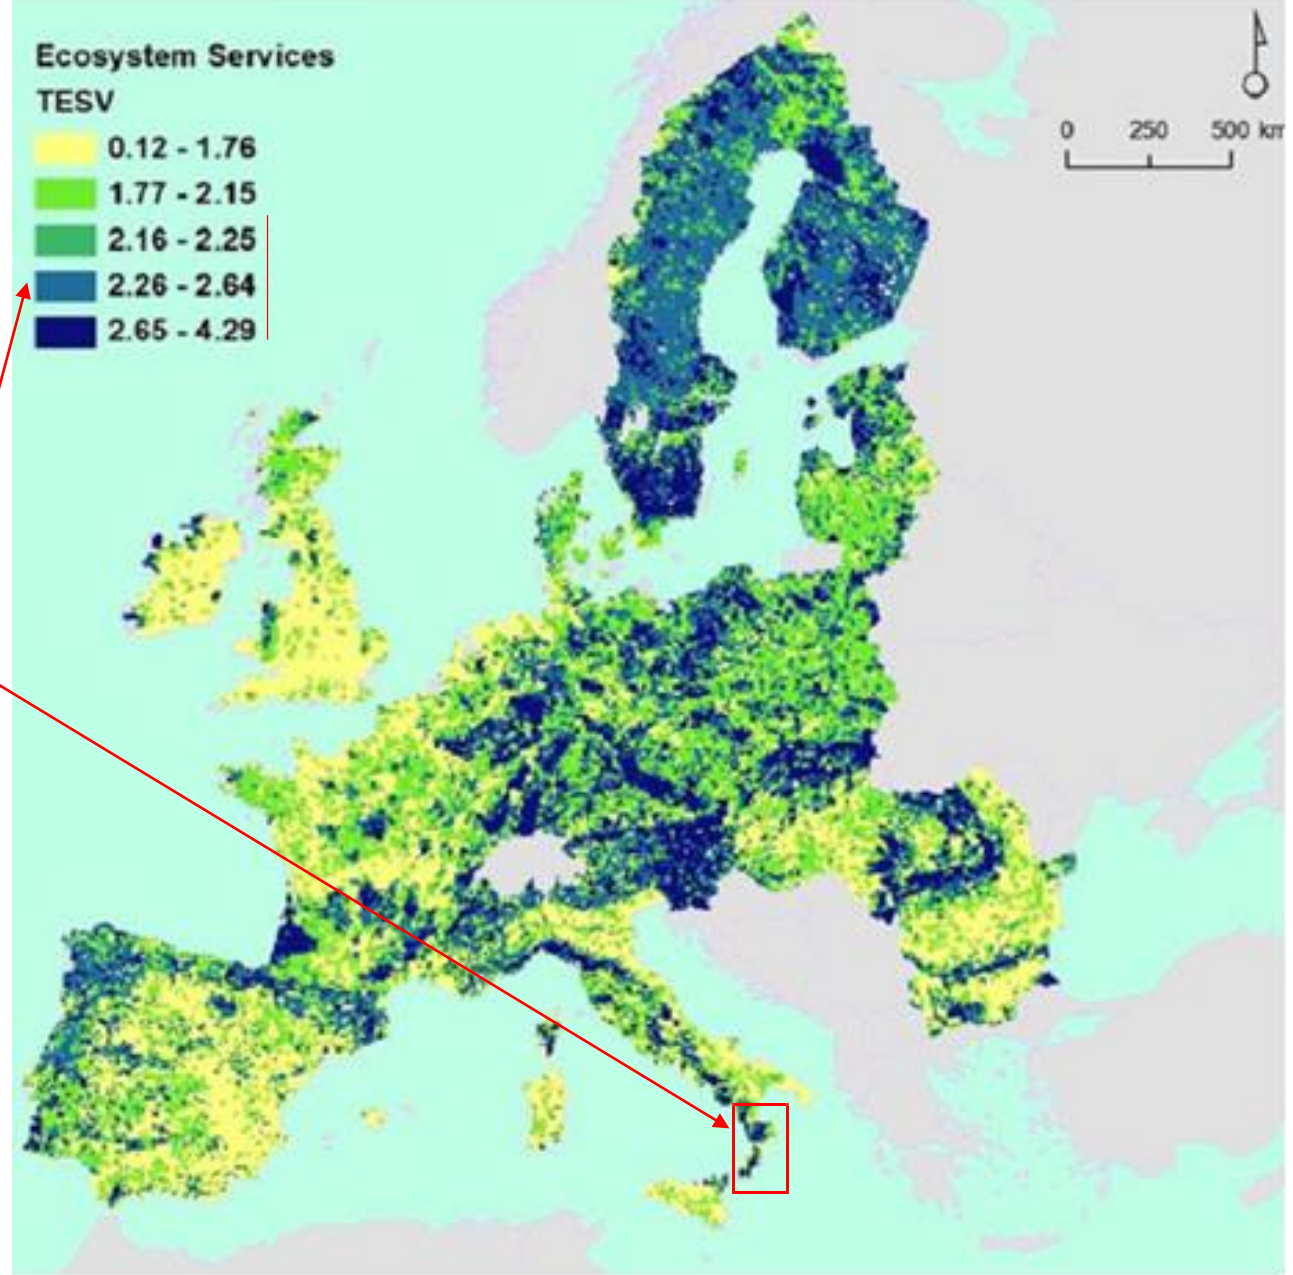 Ecosystem Services
TESV
0.12 - 1.76
1.77 - 2.15
2.16 - 2.25
2.26 - 2.64
2.65 - 4.29
0 250 500 km